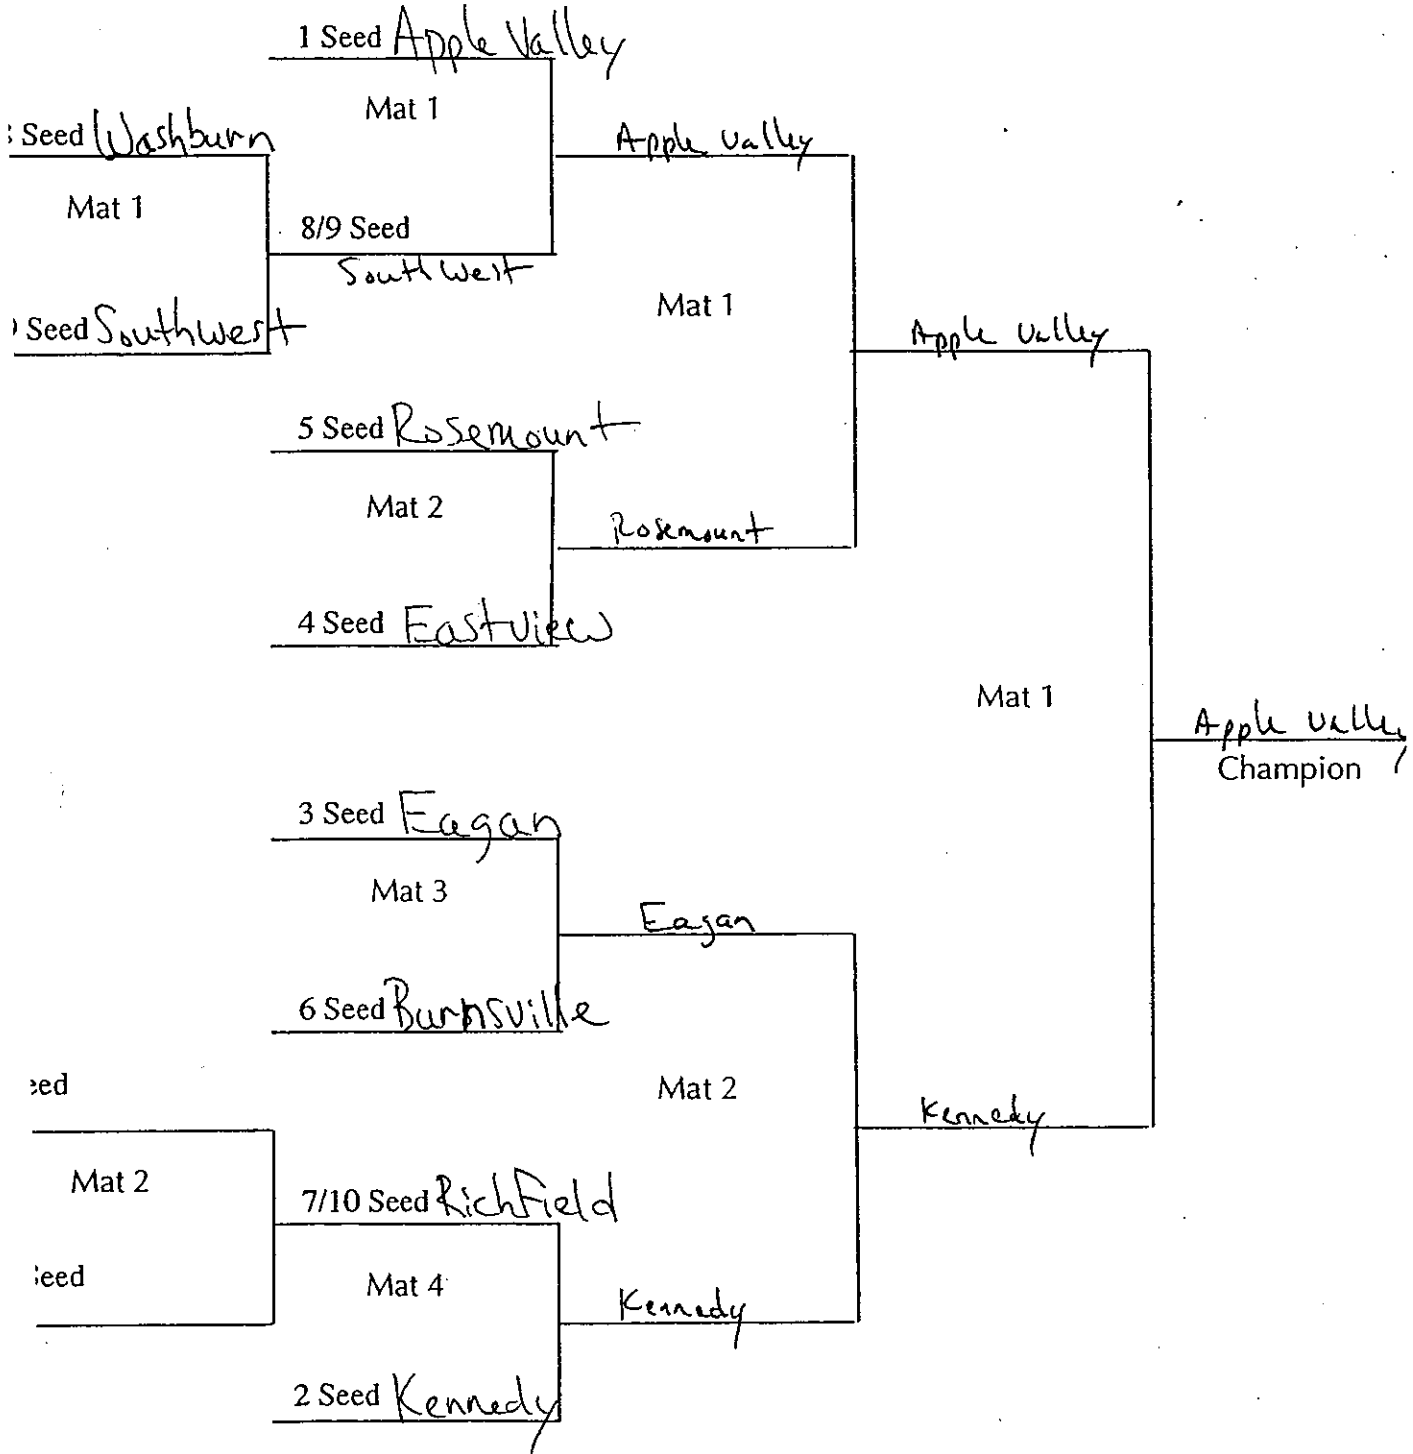 1 Seed Apple Valley
Mat 1
Seed Washburn
Apple Valley
Mat 1
8/9 Seed
Southwest
Mat 1
Seed Southwest
Apple Valley
5 Seed Rosemount
Mat 2
Rosemount
4 Seed Eastview
Mat 1
Apple Valley
Champion
3 Seed Eagan
Mat 3
Eagan
6 Seed Burnsville
eed
Mat 2
Kennedy
Mat 2
7/10 Seed Richfield
Seed
Mat 4
Kennedy
2 Seed Kennedy